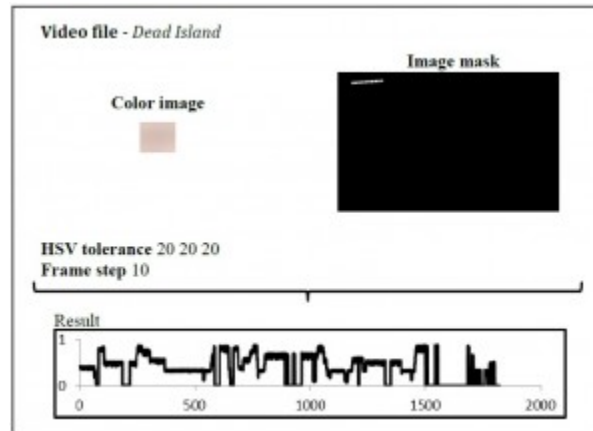 Video file - Dead Island
Image mask
Color image
HSV tolerance 20 20 20
Frame step 10
Result
1
0
0 500 1000 1500 2000